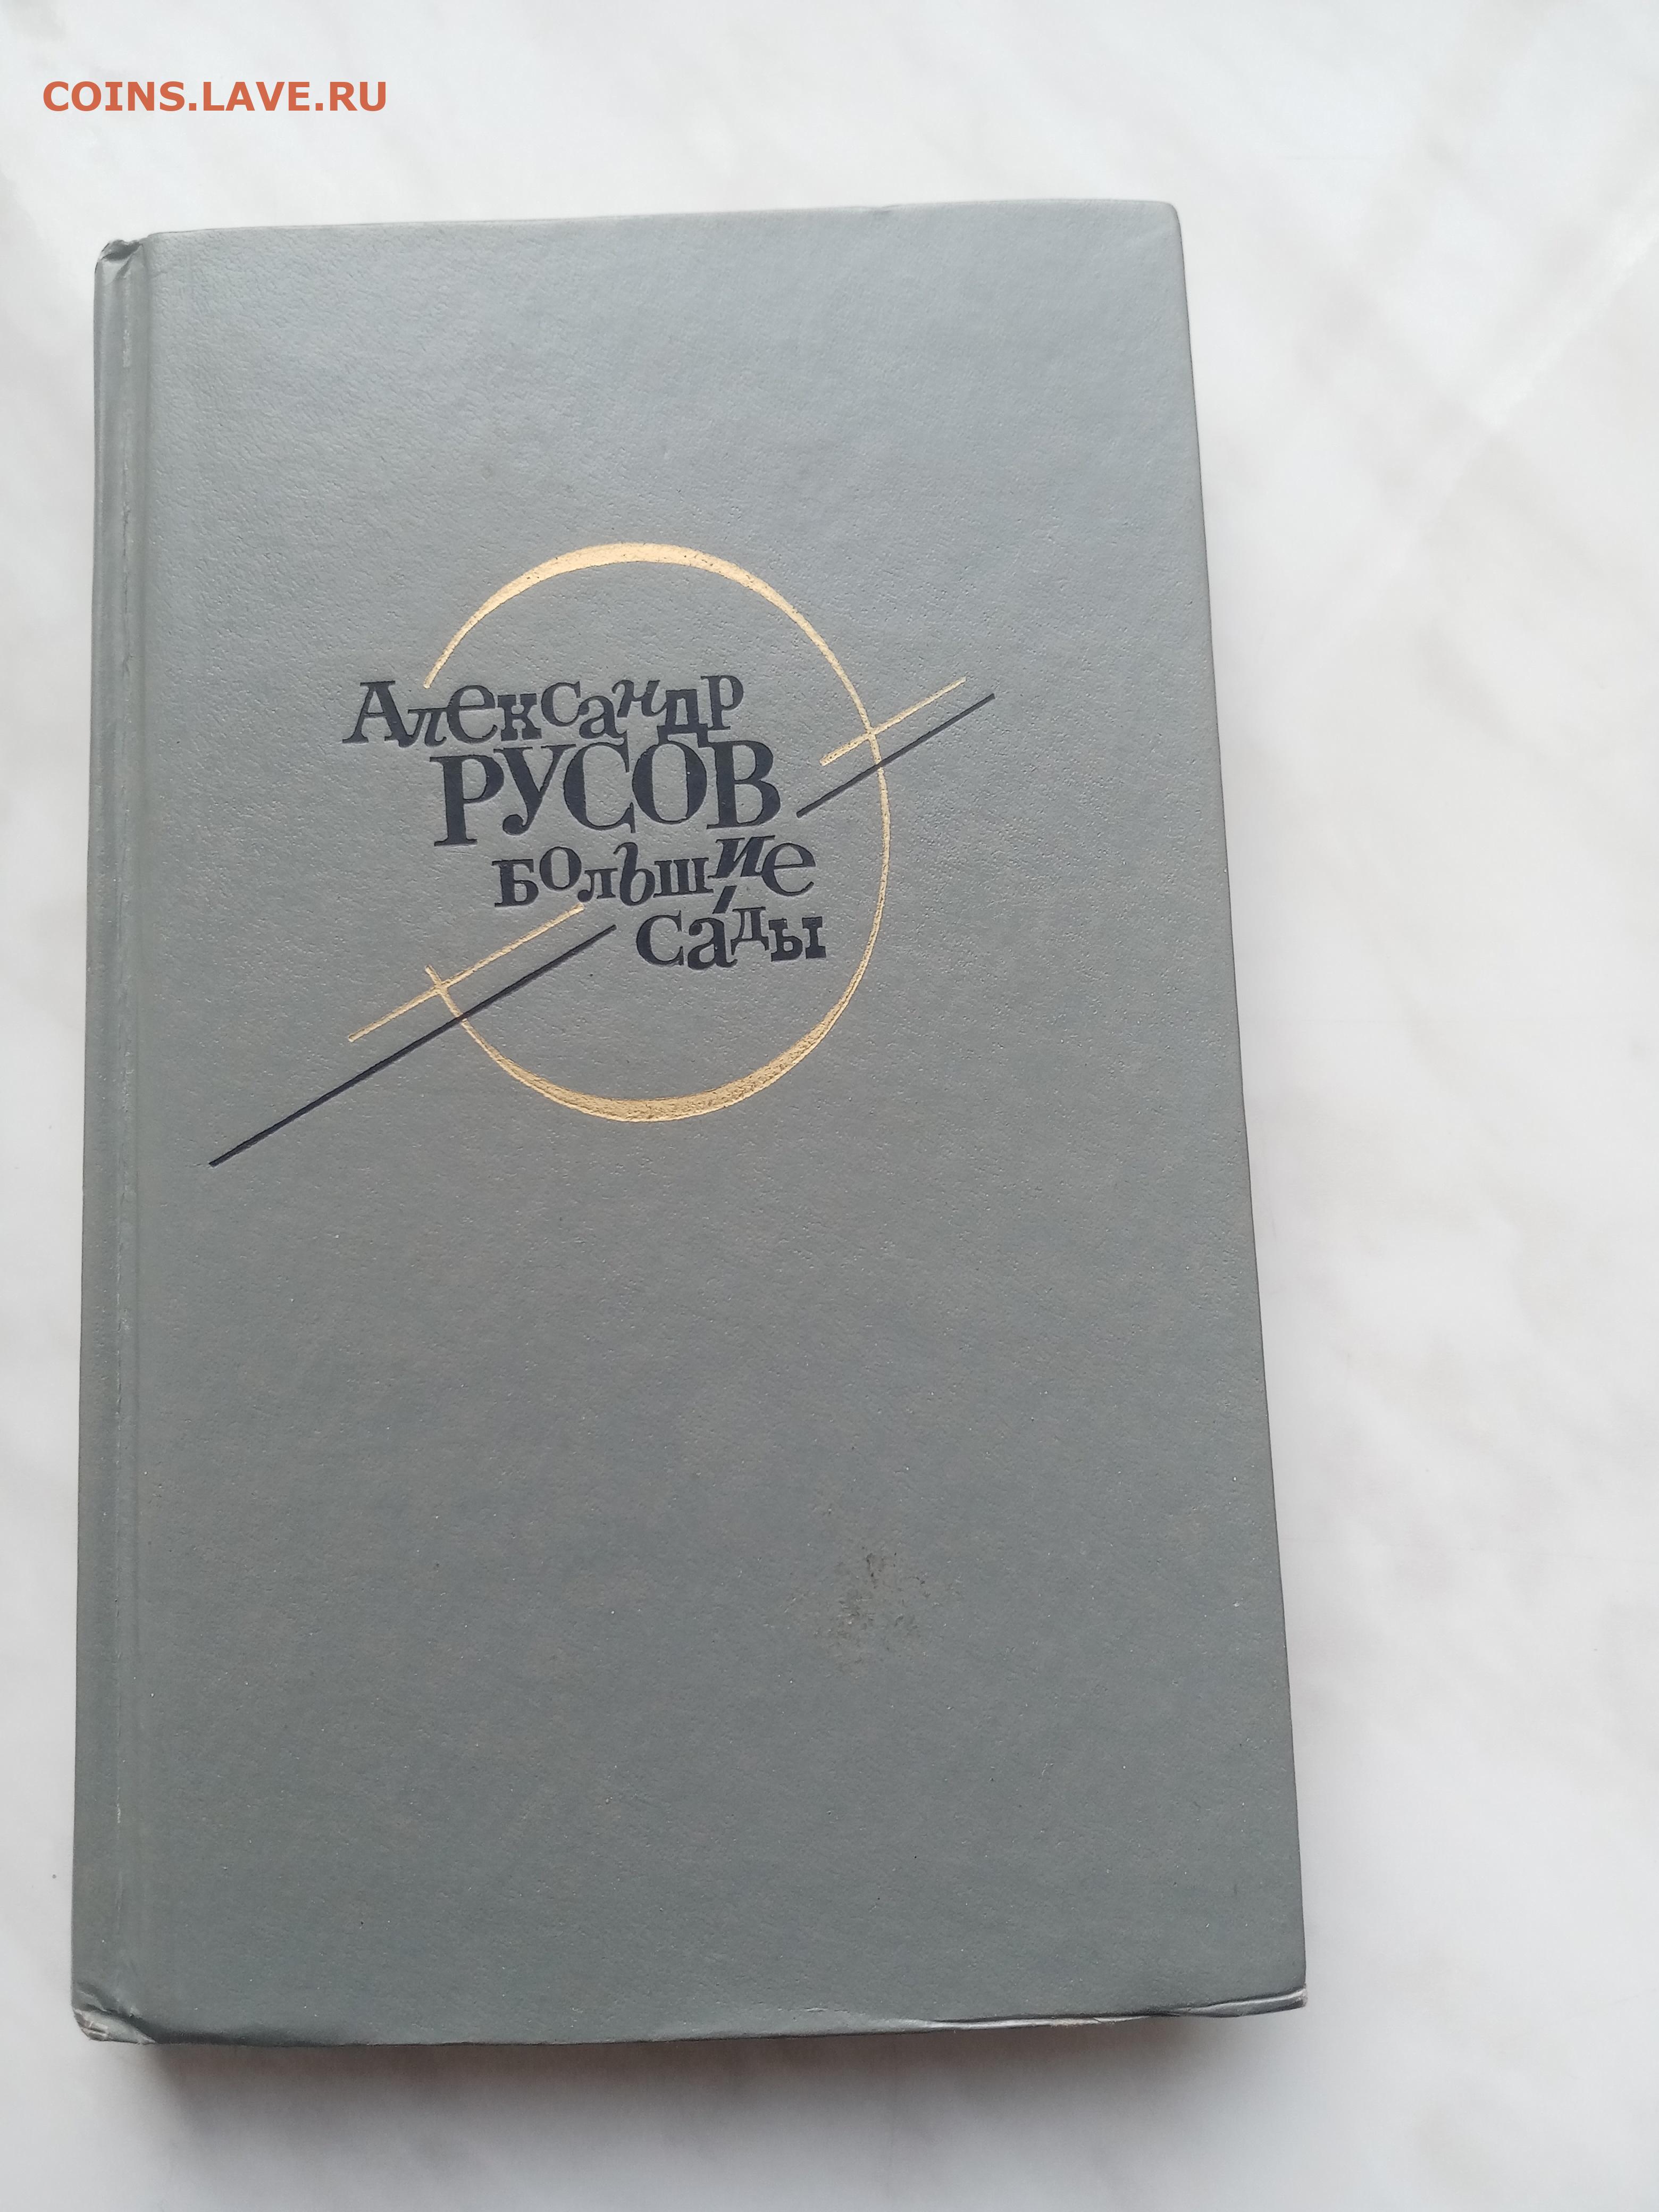 COINS.LAVE.RU
Александр
РУСОВ
Большие
сады